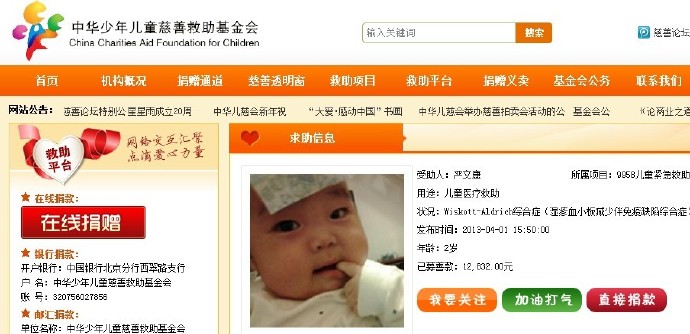 中华少年儿童慈善救助基金会
China Charities Aid Foundation for Children
请输入关键词
搜索
慈善论坛
首页 机构概况 捐赠通道 慈善透明窗 救助项目 救助平台 捐赠义卖 基金会公务 联系我们
网站公告: 慈善论坛特别公 星星雨成立20周 中华儿慈会新年祝 “大爱·感动中国”书画 中华儿慈会举办慈善拍卖会活动的公 基金会公 《论商业之道
救助
平台
网络交互汇聚
点滴爱心力量
在线捐款:
在线捐赠
银行捐款:
开户银行: 中国银行北京分行西翠路支行
户 名: 中华少年儿童慈善救助基金会
账 号: 320756027856
邮汇捐款:
单位名称: 中华少年儿童慈善救助基金会
求助信息
受助人: 严文康 所属项目: 9958儿童紧急救助
用途: 儿童医疗救助
状况: Wiskott-Aldrich综合症(湿疹血小板减少伴免疫缺陷综合症
发布时间: 2013-04-01 15:50:00
年龄: 2岁
已募善款: 12,832.00元
我要关注 加油打气 直接捐款